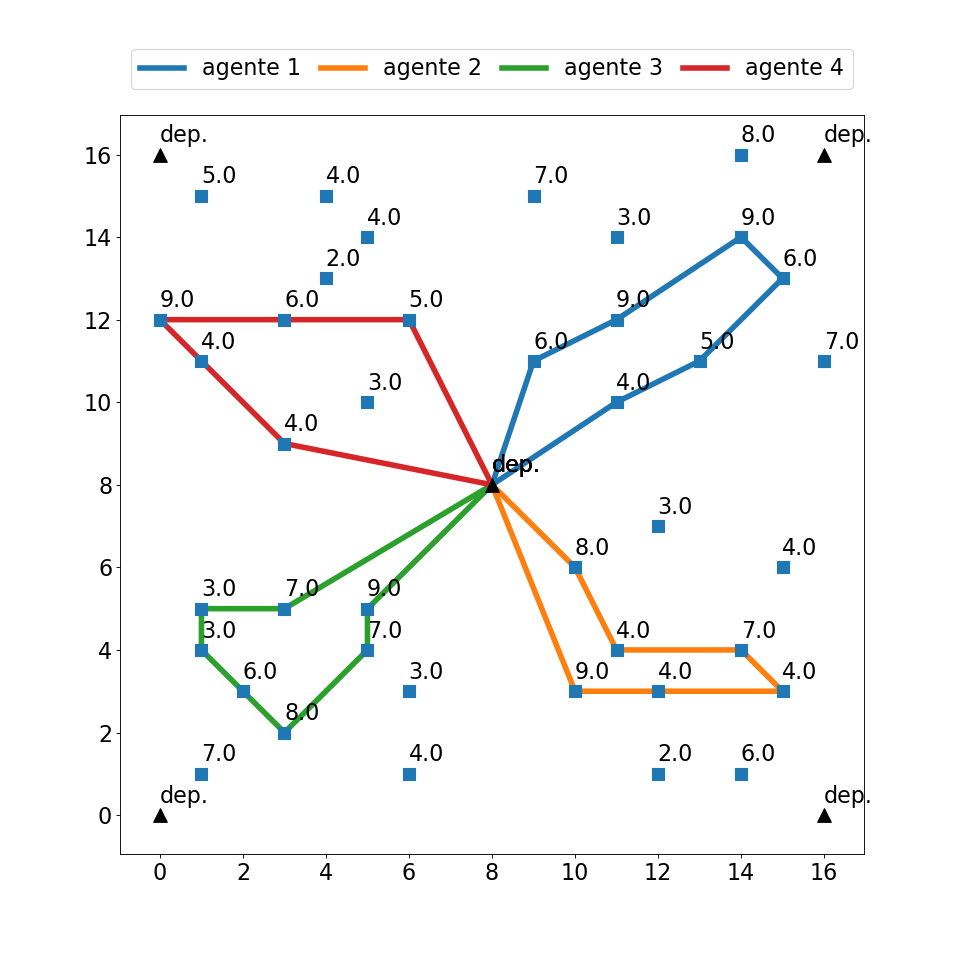 agente 1 agente 2 agente 3 agente 4
dep. 8.0 dep.
16
5.0 4.0 7.0
4.0 3.0 9.0
14
2.0 6.0
9.0 6.0 5.0 9.0
12
4.0 6.0 5.0 7.0
3.0 4.0
10
4.0
dep. dep.
8
3.0
8.0 4.0
6
3.0 7.0 9.0
3.0 7.0 4.0 7.0
4
6.0 3.0 9.0 4.0 4.0
8.0
2
7.0 4.0 2.0 6.0
dep. dep.
0
0 2 4 6 8 10 12 14 16